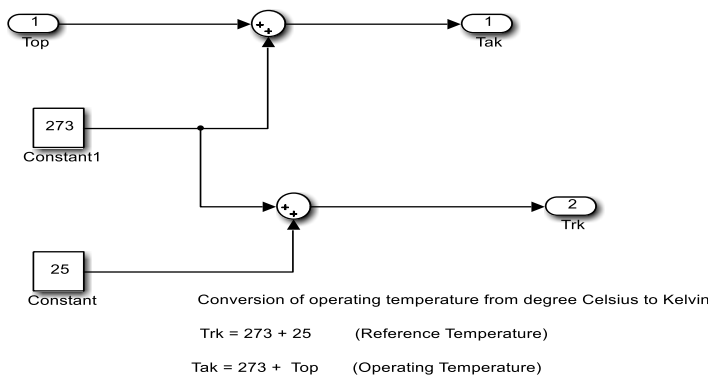 1
Top
+
+
1
Tak
273
Constant1
+
+
2
Trk
25
Constant
Conversion of operating temperature from degree Celsius to Kelvin
Trk = 273 + 25 (Reference Temperature)
Tak = 273 + Top (Operating Temperature)